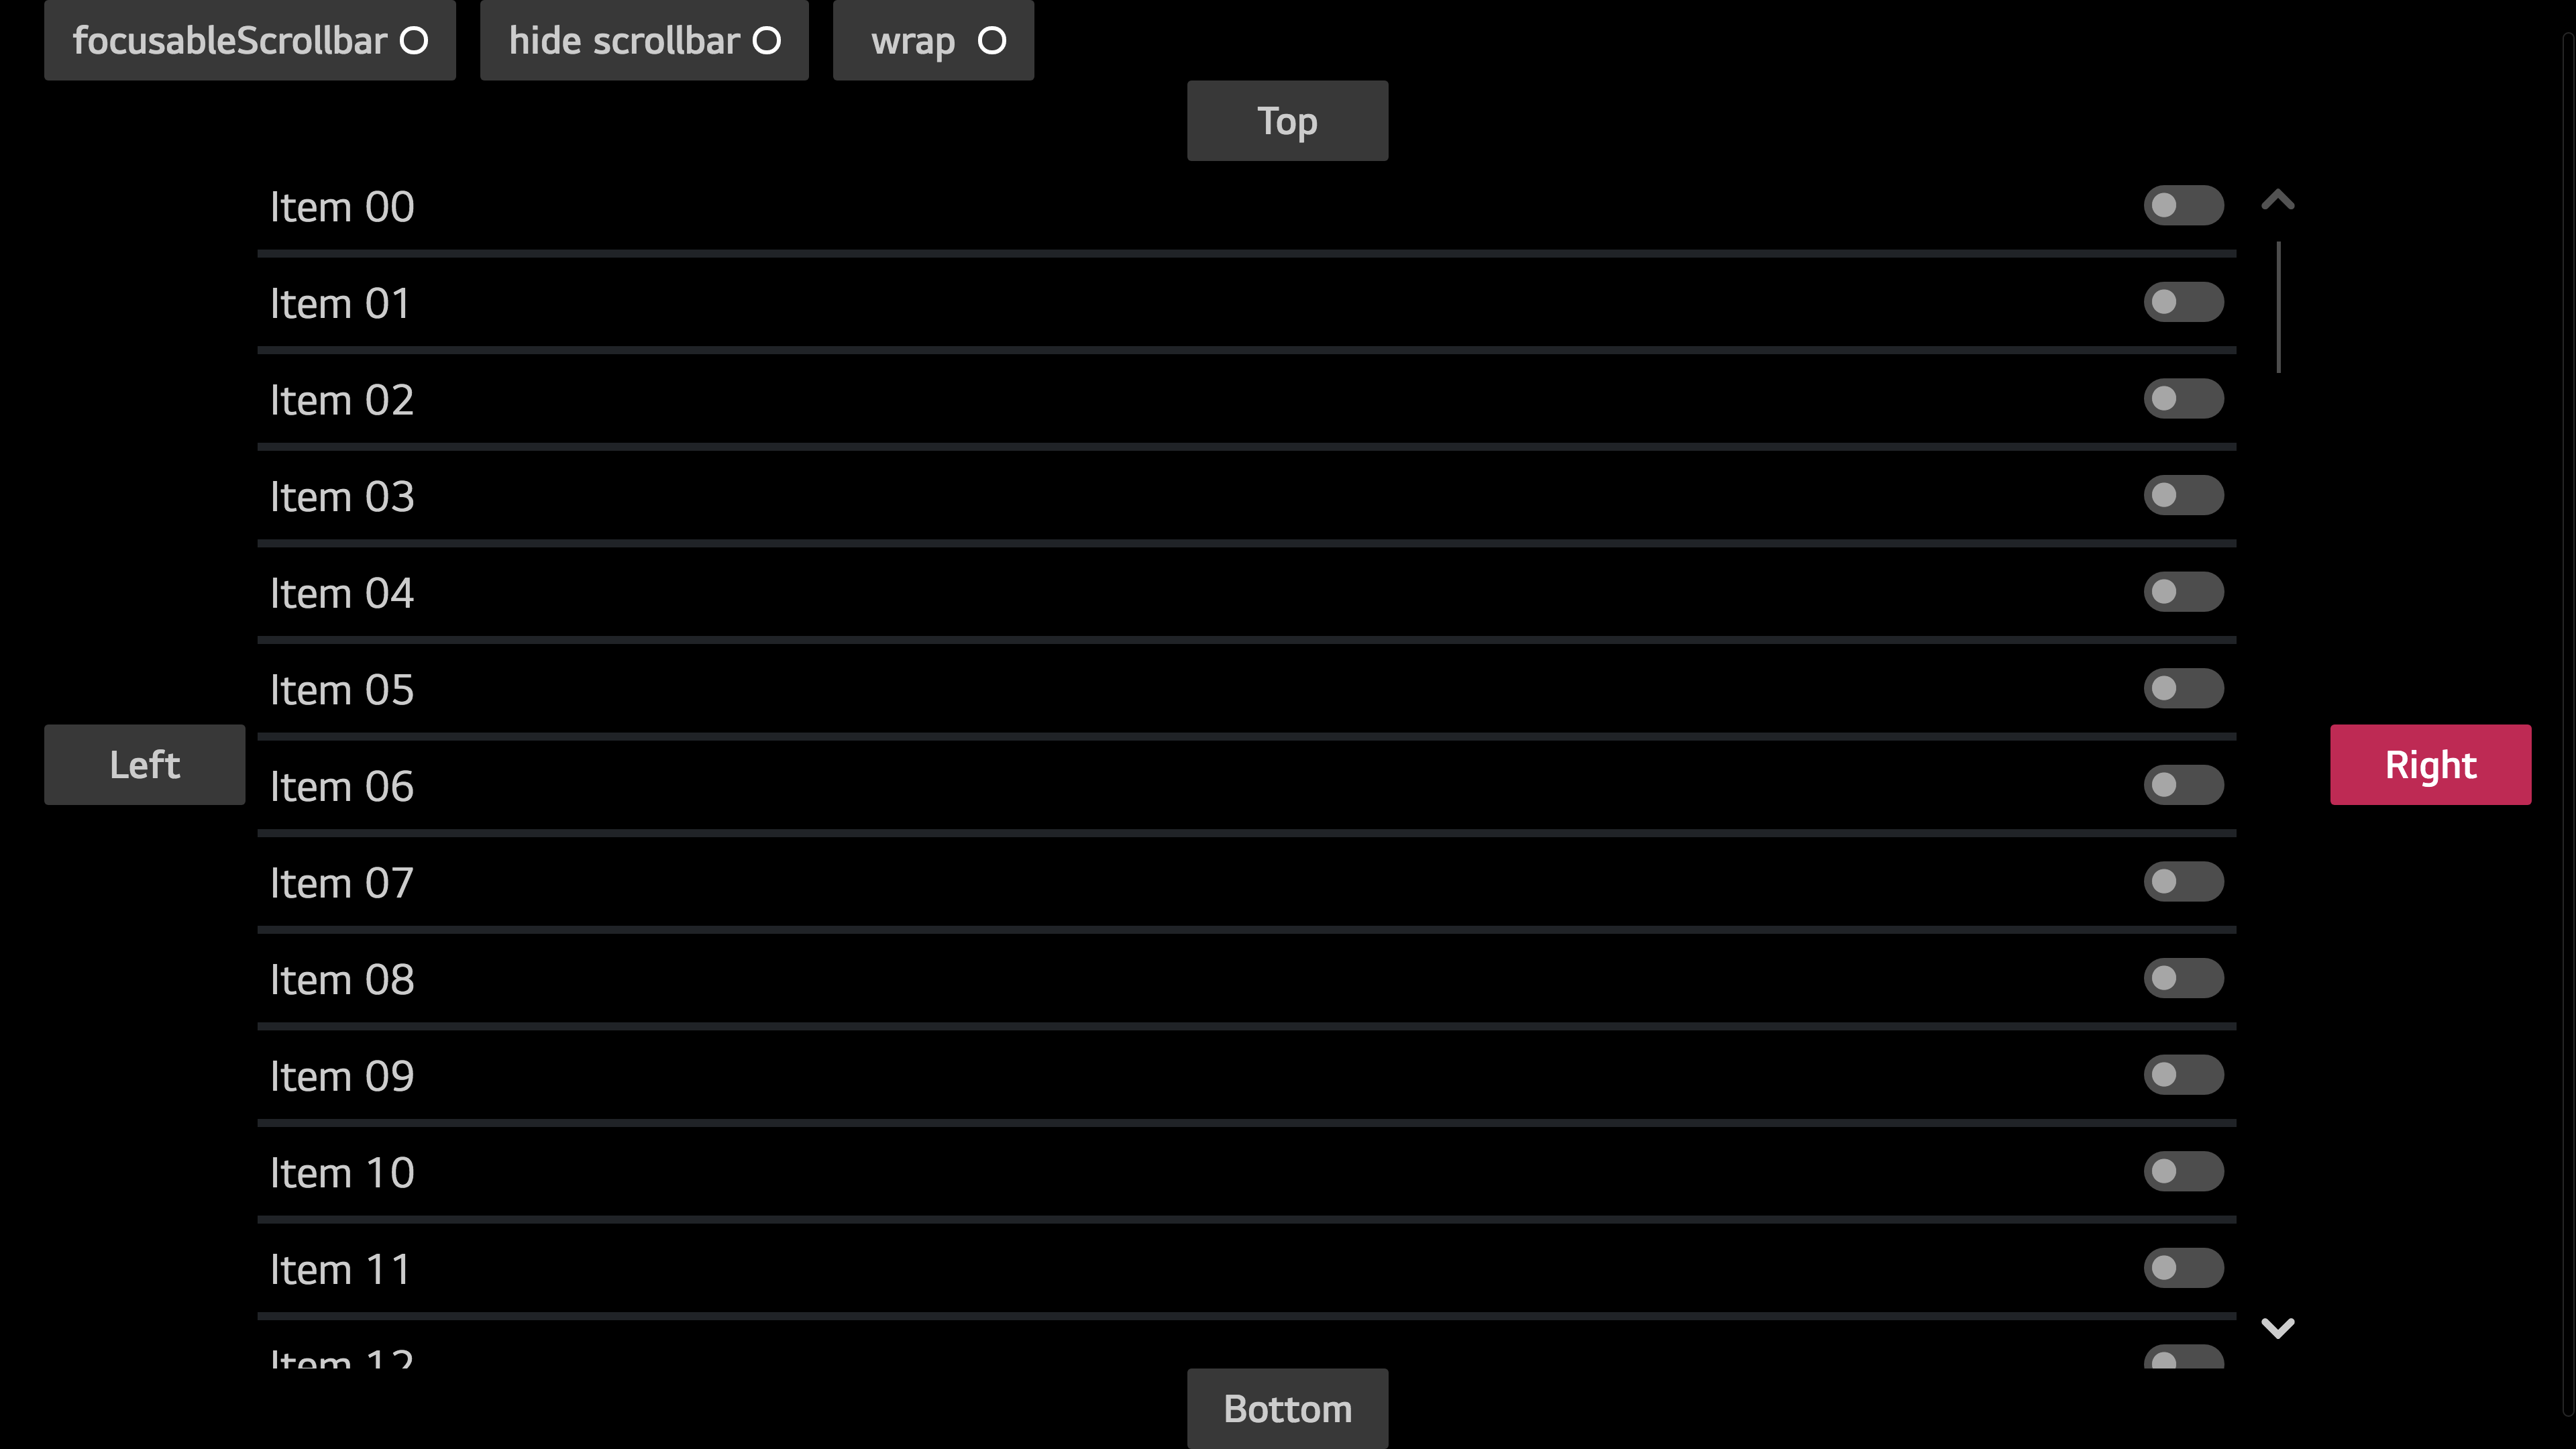 focusableScrollbar hide scrollbar wrap
Top
Item 00
Item 01
Item 02
Item 03
Item 04
Item 05
Left
Right
Item 06
Item 07
Item 08
Item 09
Item 10
Item 11
Item 12
Bottom